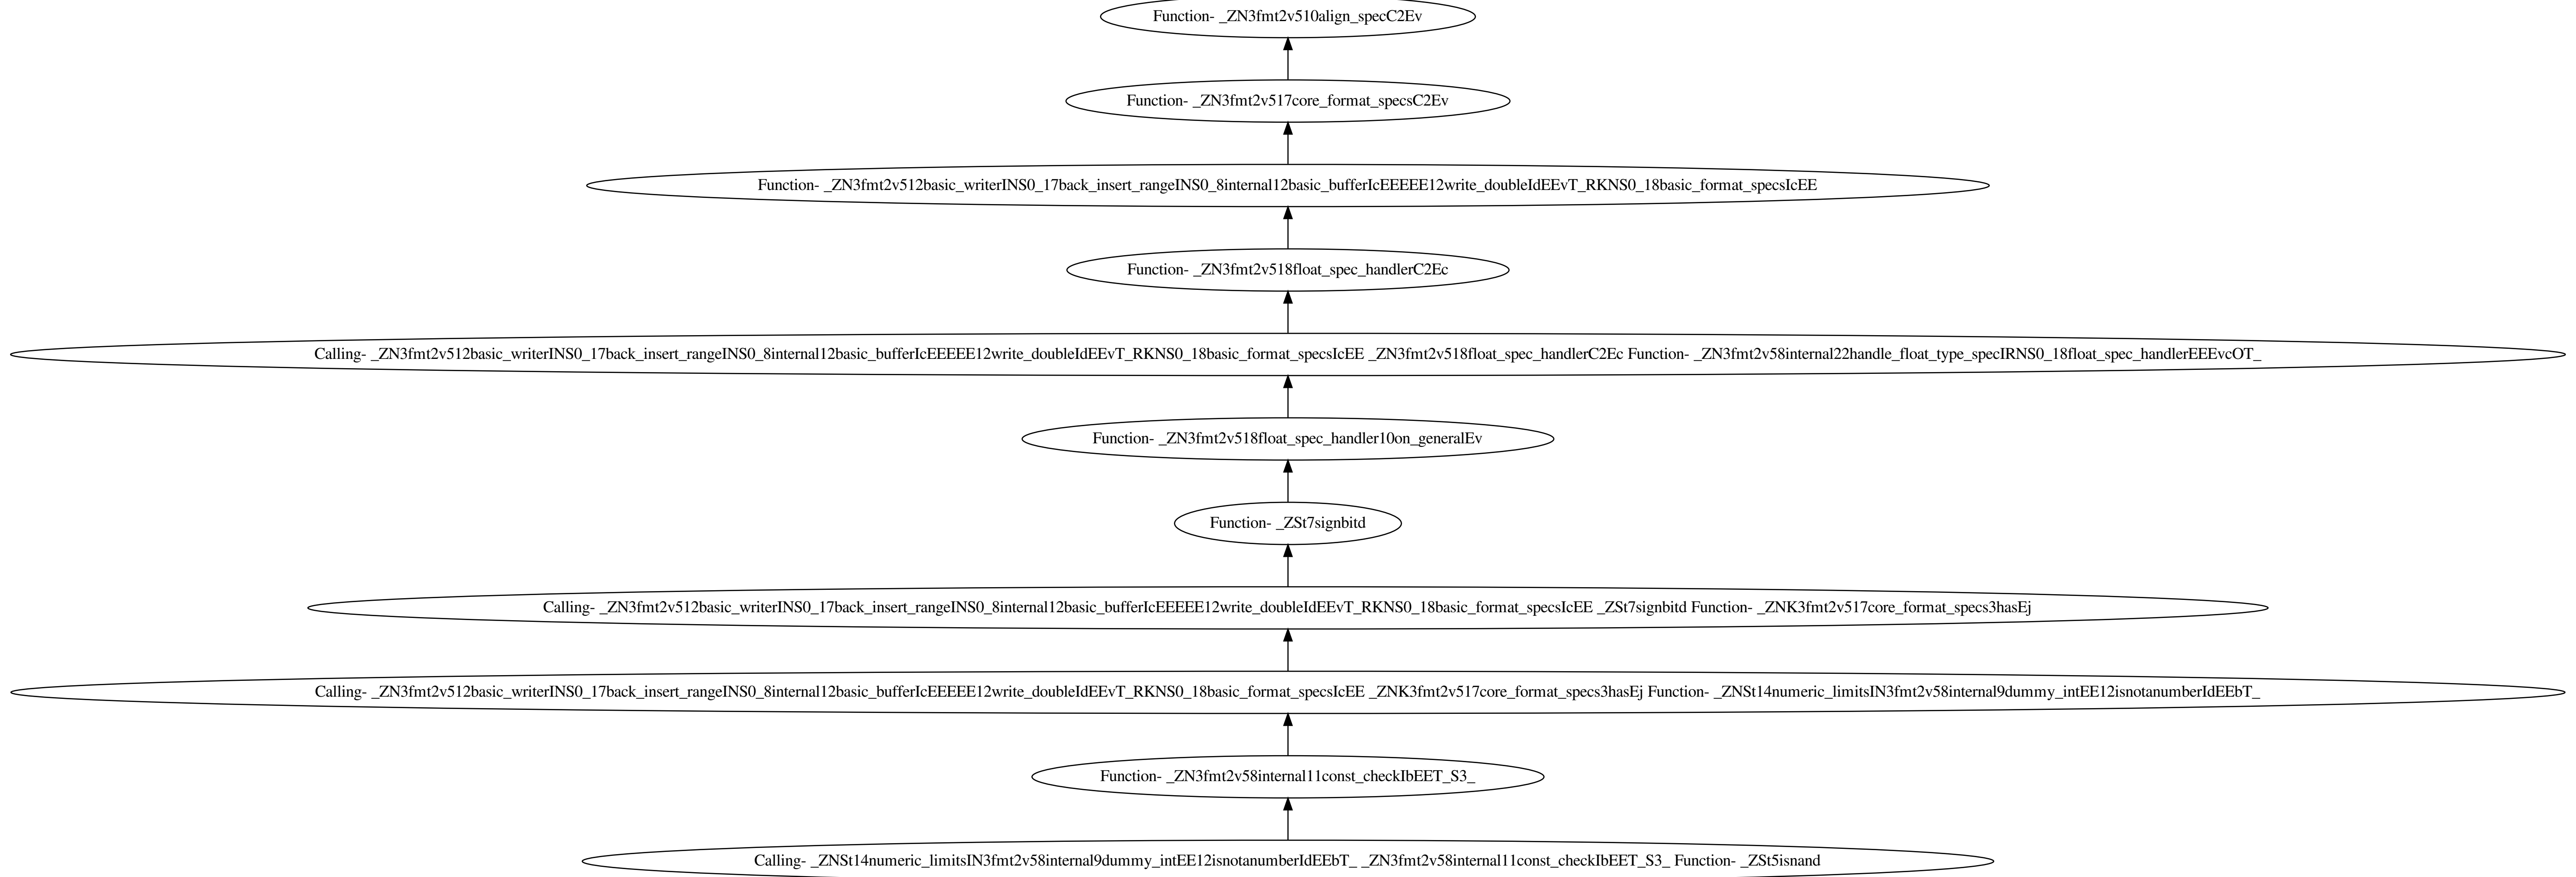 Function- _ZN3fmt2v510align_specC2Ev
Function- _ZN3fmt2v517core_format_specsC2Ev
Function- _ZN3fmt2v512basic_writerINS0_17back_insert_rangeINS0_8internal12basic_bufferIcEEEEE12write_doubleIdEEvT_RKNS0_18basic_format_specsIcEE
Function- _ZN3fmt2v518float_spec_handlerC2Ec
Calling- _ZN3fmt2v512basic_writerINS0_17back_insert_rangeINS0_8internal12basic_bufferIcEEEEE12write_doubleIdEEvT_RKNS0_18basic_format_specsIcEE _ZN3fmt2v518float_spec_handlerC2Ec Function- _ZN3fmt2v58internal22handle_float_type_specIRNS0_18float_spec_handlerEEEvcOT_
Function- _ZN3fmt2v518float_spec_handler10on_generalEv
Function- _ZSt7signbitd
Calling- _ZN3fmt2v512basic_writerINS0_17back_insert_rangeINS0_8internal12basic_bufferIcEEEEE12write_doubleIdEEvT_RKNS0_18basic_format_specsIcEE _ZSt7signbitd Function- _ZNK3fmt2v517core_format_specs3hasEj
Calling- _ZN3fmt2v512basic_writerINS0_17back_insert_rangeINS0_8internal12basic_bufferIcEEEEE12write_doubleIdEEvT_RKNS0_18basic_format_specsIcEE _ZNK3fmt2v517core_format_specs3hasEj Function- _ZNSt14numeric_limitsIN3fmt2v58internal9dummy_intEE12isnotanumberIdEEbT_
Function- _ZN3fmt2v58internal11const_checkIbEET_S3_
Calling- _ZNSt14numeric_limitsIN3fmt2v58internal9dummy_intEE12isnotanumberIdEEbT_ _ZN3fmt2v58internal11const_checkIbEET_S3_ Function- _ZSt5isnand